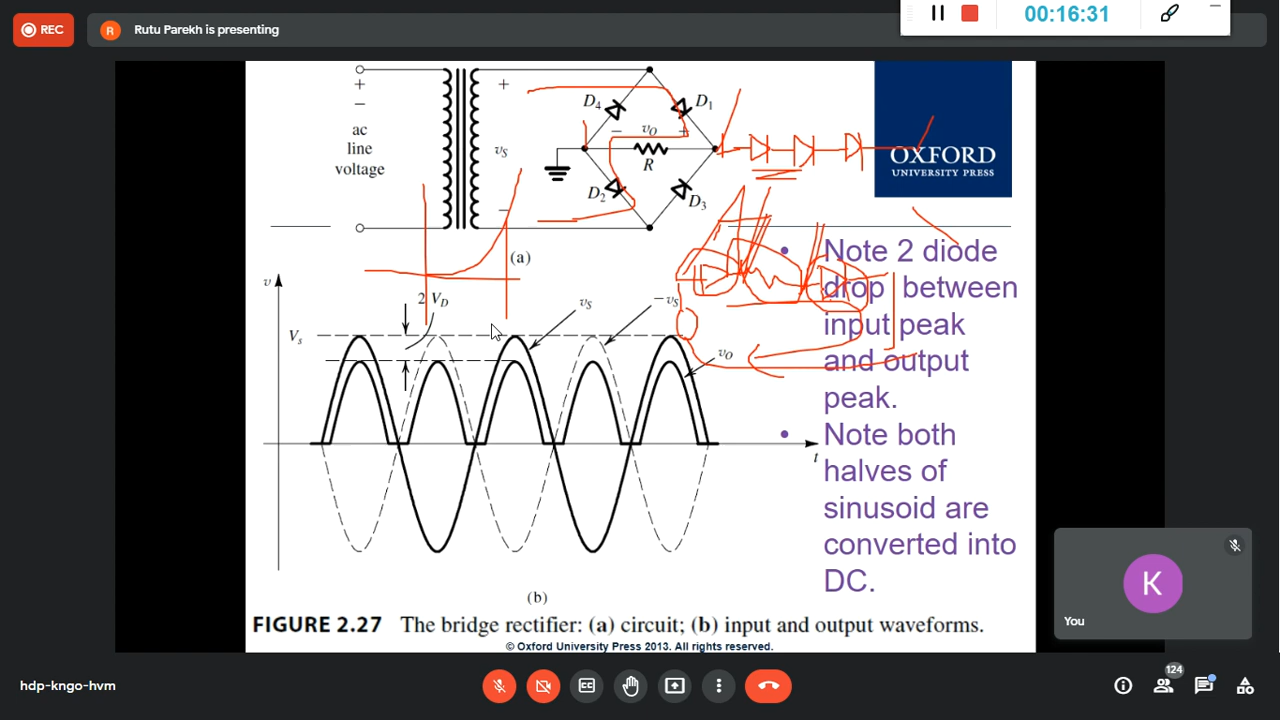 REC
R
Rutu Parekh is presenting
00:16:31
+
−
ac
line
voltage
+
vS
−
D4
D1
− vO +
R
D2
D3
(a)
OXFORD
UNIVERSITY PRESS
• Note 2 diode
drop between
input peak
and output
peak.
• Note both
halves of
sinusoid are
converted into
DC.
v
2 VD
Vs
vS
−vS
vO
t
(b)
FIGURE 2.27 The bridge rectifier: (a) circuit; (b) input and output waveforms.
© Oxford University Press 2013. All rights reserved.
K
You
hdp-kngo-hvm
CC
124